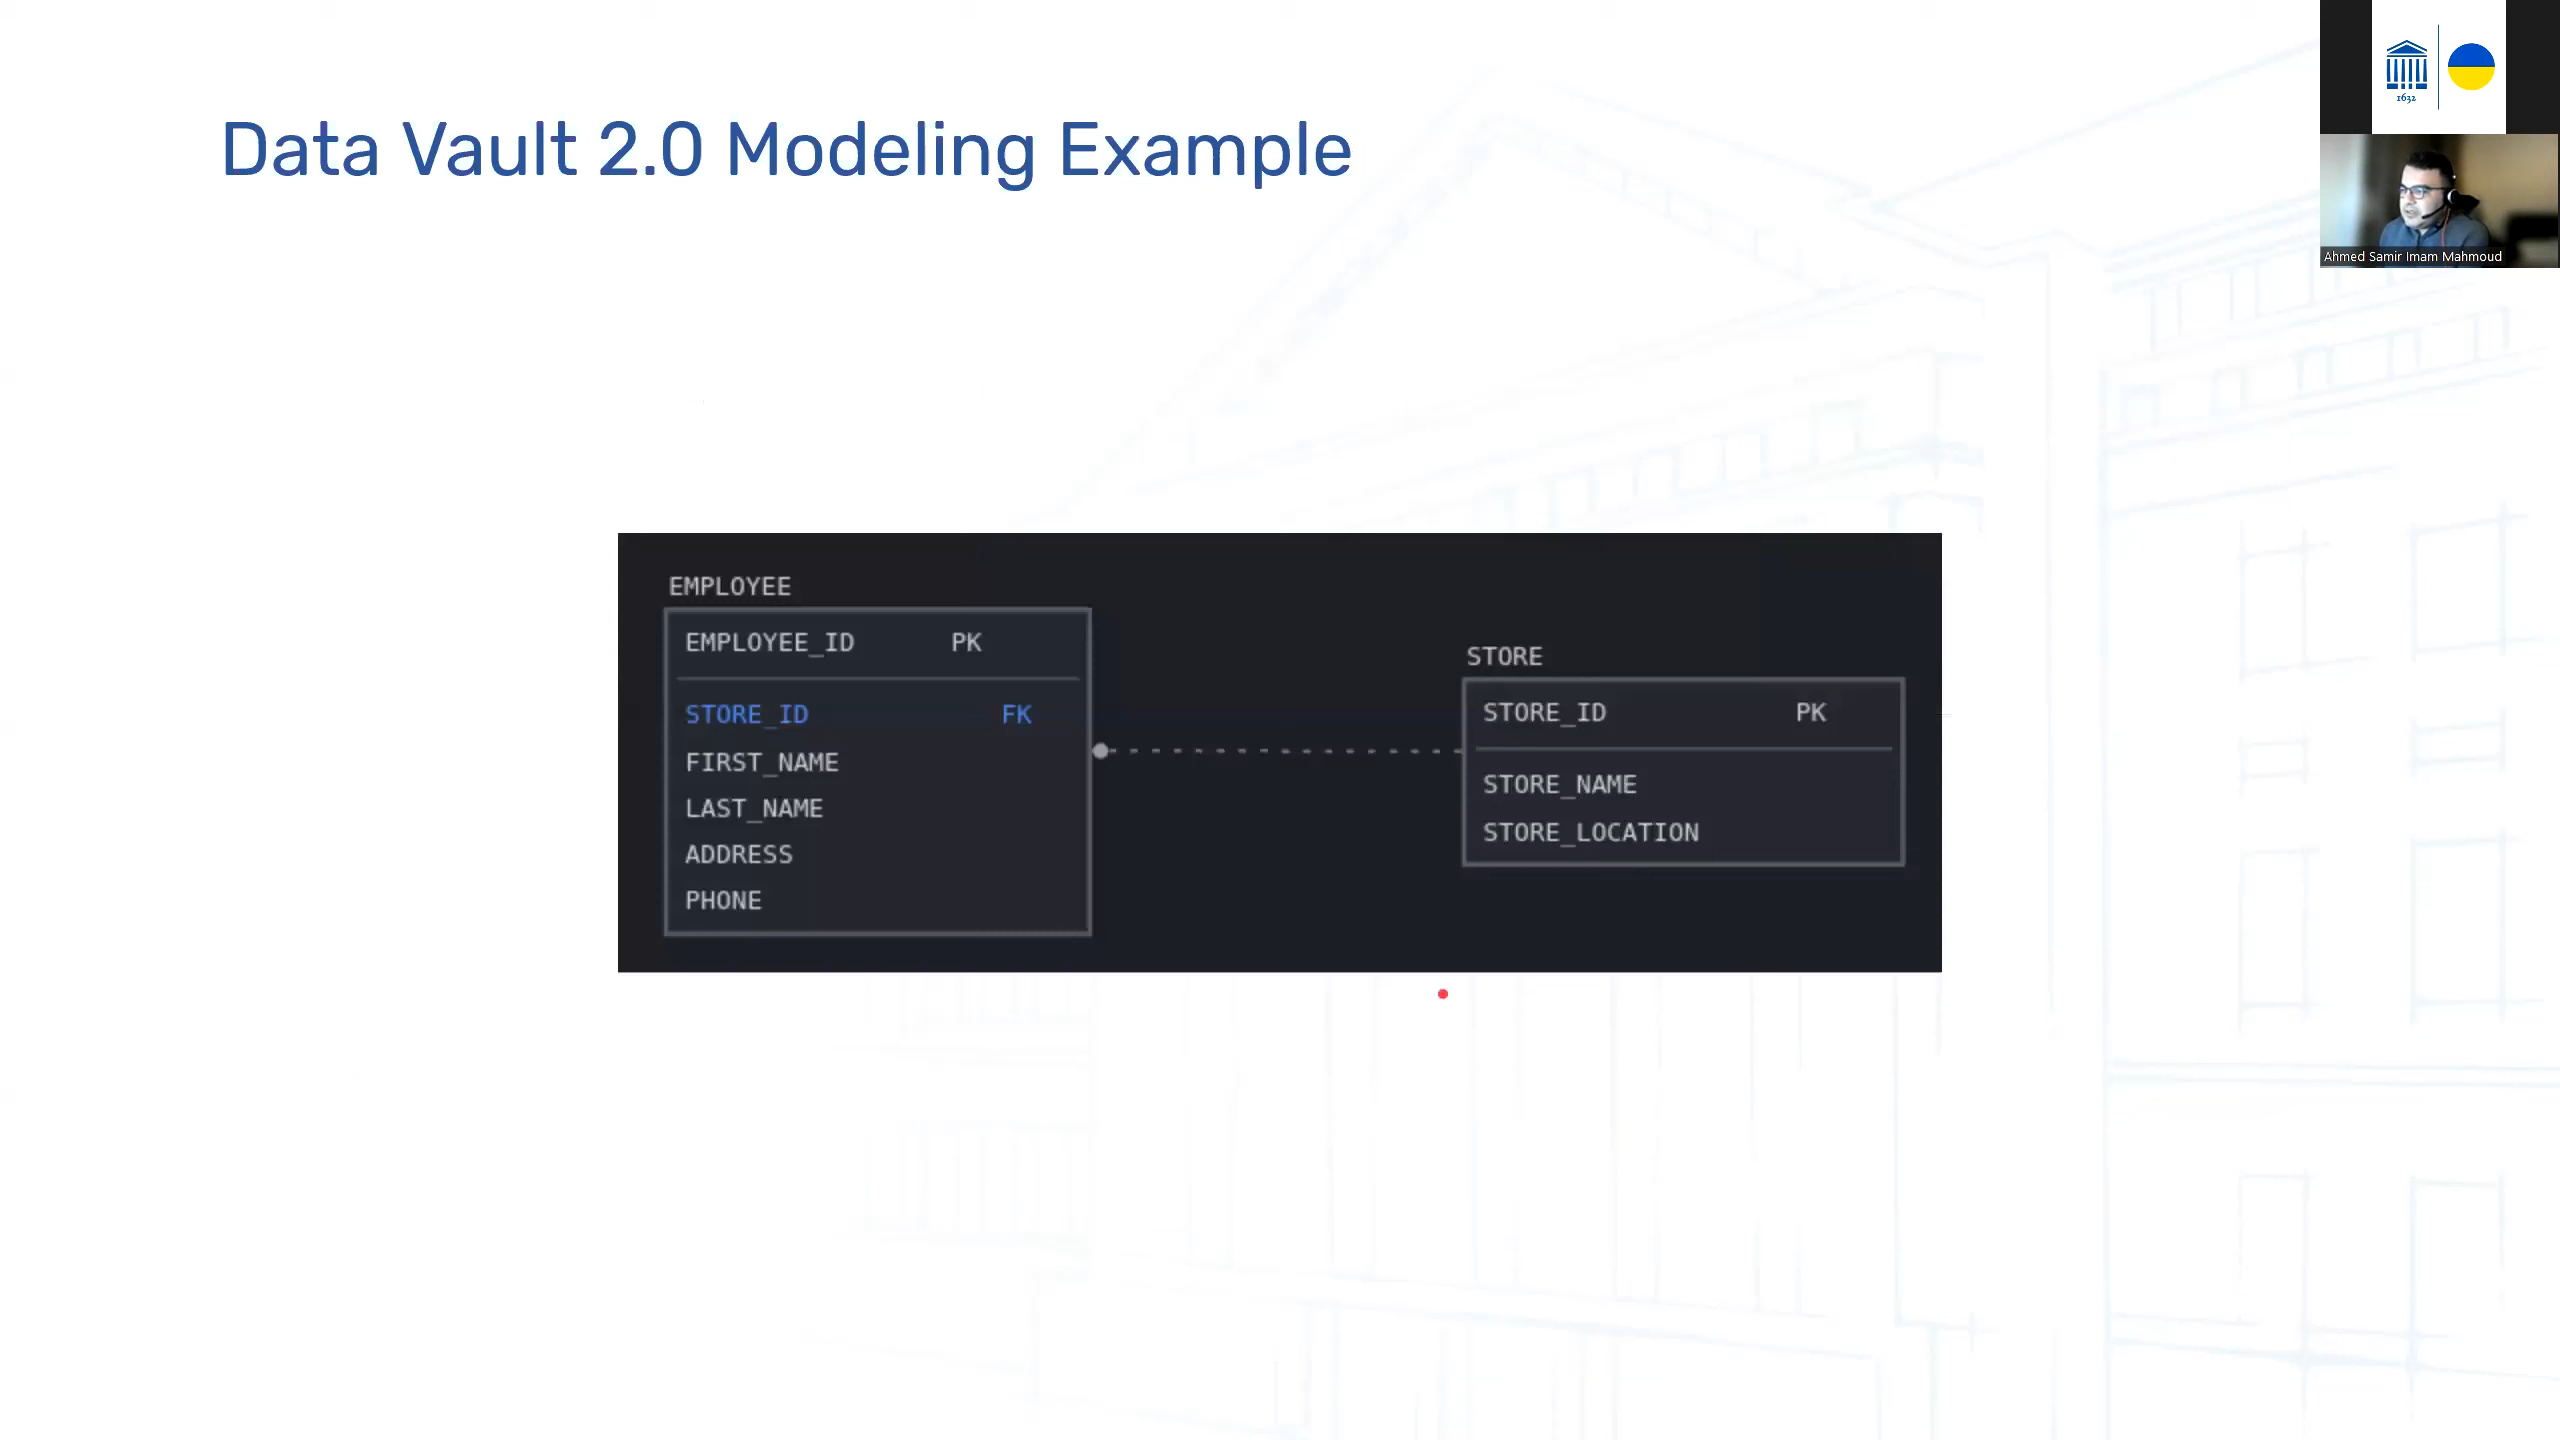 Data Vault 2.0 Modeling Example
1632
Ahmed Samir Imam Mahmoud
EMPLOYEE
EMPLOYEE_ID PK
STORE_ID FK
FIRST_NAME
LAST_NAME
ADDRESS
PHONE
STORE
STORE_ID PK
STORE_NAME
STORE_LOCATION